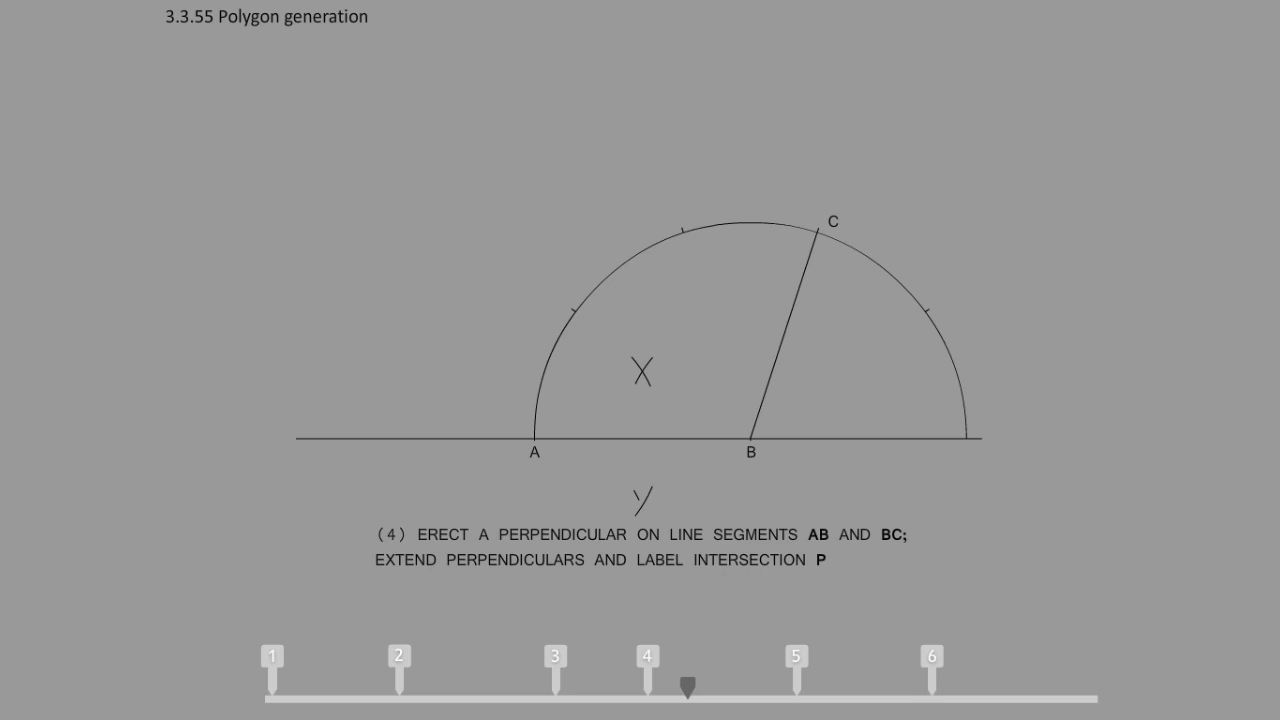 3.3.55 Polygon generation
C
A B
(4) ERECT A PERPENDICULAR ON LINE SEGMENTS AB AND BC;
EXTEND PERPENDICULARS AND LABEL INTERSECTION P
1 2 3 4 5 6